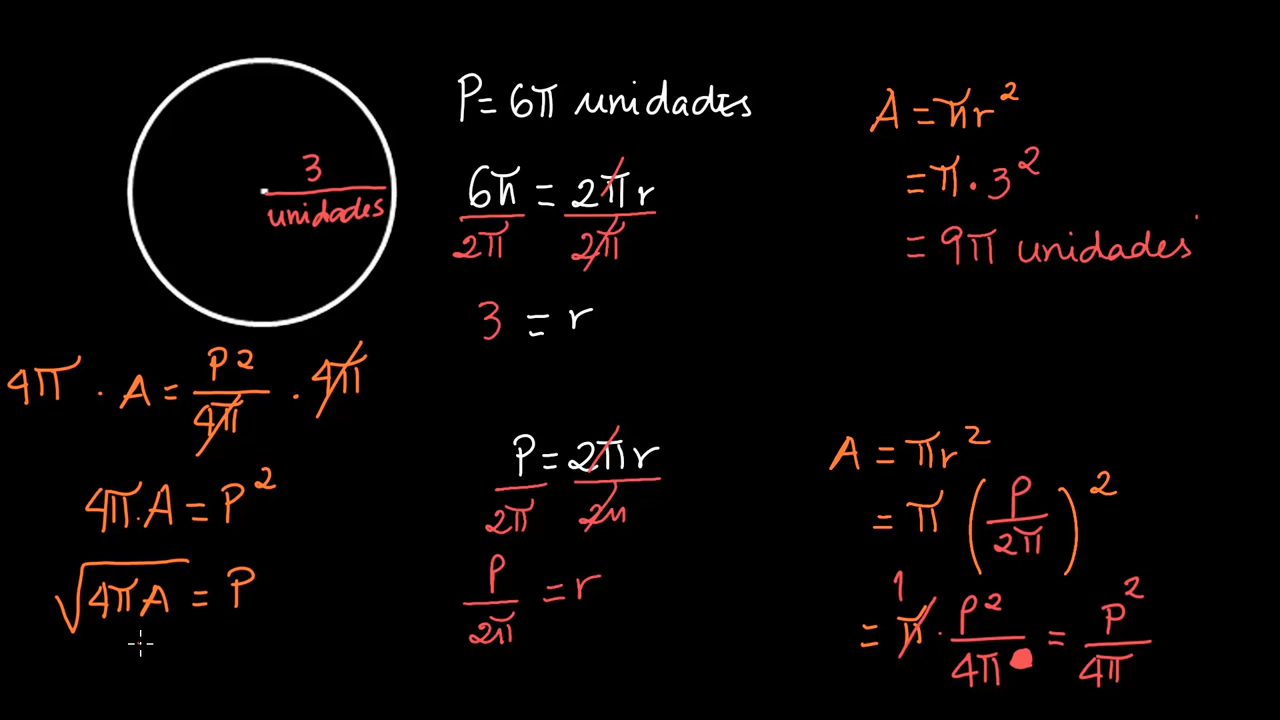 3
unidades
P = 6π unidades
6π = 2πr
2π 2π
3 = r
A = πr²
= π · 3²
= 9π unidades
4π · A = P²/4π · 4π
4π·A = P²
√4πA = P
P = 2πr
2π 2π
P/2π = r
A = πr²
= π (P/2π)²
1
= π · P²/4π = P²/4π